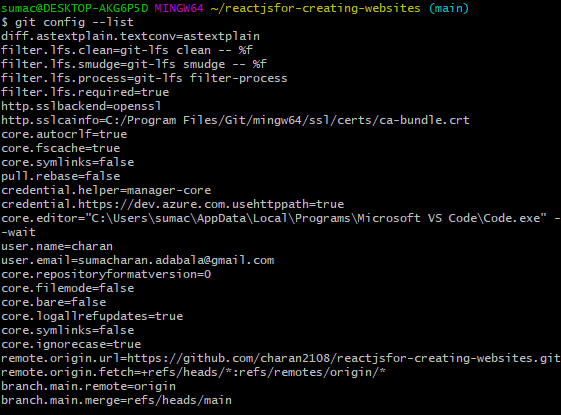 sumac@DESKTOP-AKG6P5D MINGW64 ~/reactjsfor-creating-websites (main)
$ git config --list
diff.astextplain.textconv=astextplain
filter.lfs.clean=git-lfs clean -- %f
filter.lfs.smudge=git-lfs smudge -- %f
filter.lfs.process=git-lfs filter-process
filter.lfs.required=true
http.sslbackend=openssl
http.sslcainfo=C:/Program Files/Git/mingw64/ssl/certs/ca-bundle.crt
core.autocrlf=true
core.fscache=true
core.symlinks=false
pull.rebase=false
credential.helper=manager-core
credential.https://dev.azure.com.usehttppath=true
core.editor="C:\Users\sumac\AppData\Local\Programs\Microsoft VS Code\Code.exe" -
-wait
user.name=charan
user.email=sumacharan.adabala@gmail.com
core.repositoryformatversion=0
core.filemode=false
core.bare=false
core.logallrefupdates=true
core.symlinks=false
core.ignorecase=true
remote.origin.url=https://github.com/charan2108/reactjsfor-creating-websites.git
remote.origin.fetch=+refs/heads/*:refs/remotes/origin/*
branch.main.remote=origin
branch.main.merge=refs/heads/main